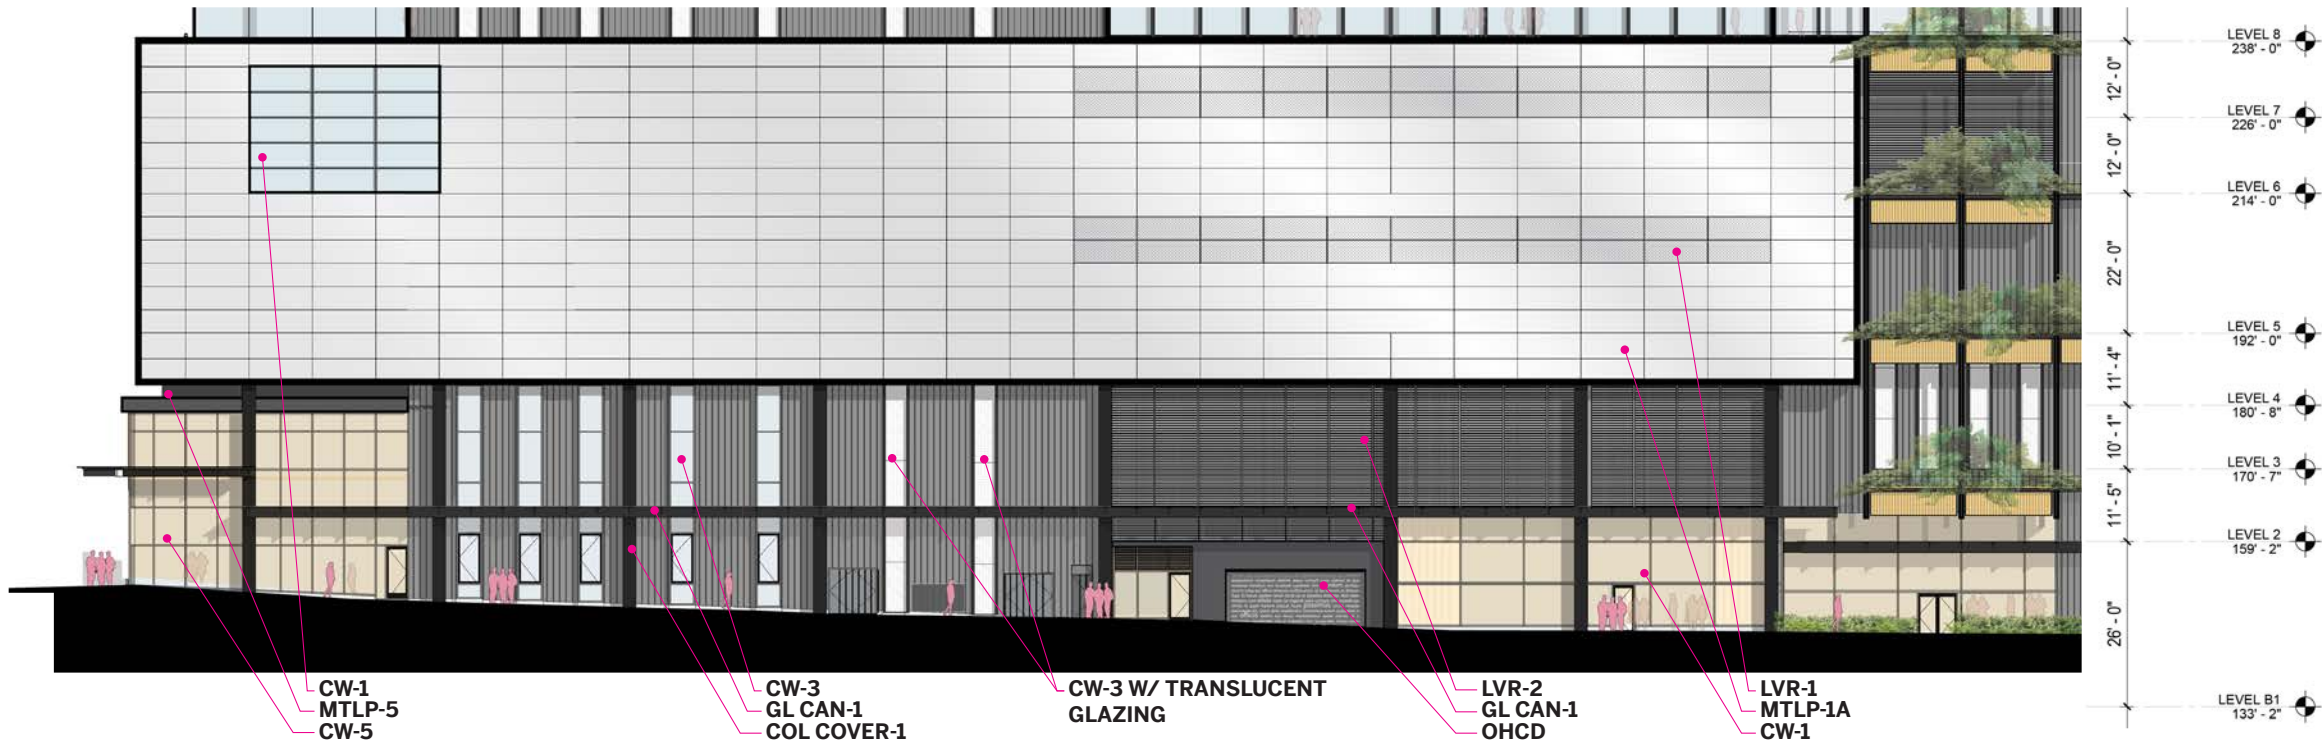 LEVEL 8
238' - 0"
12' - 0"
LEVEL 7
226' - 0"
12' - 0"
LEVEL 6
214' - 0"
22' - 0"
LEVEL 5
192' - 0"
11' - 4"
LEVEL 4
180' - 8"
10' - 1"
LEVEL 3
170' - 7"
11' - 5"
LEVEL 2
159' - 2"
26' - 0"
LEVEL B1
133' - 2"
CW-1
MTLP-5
CW-5
CW-3
GL CAN-1
COL COVER-1
CW-3 W/ TRANSLUCENT
GLAZING
LVR-2
GL CAN-1
OHCD
LVR-1
MTLP-1A
CW-1